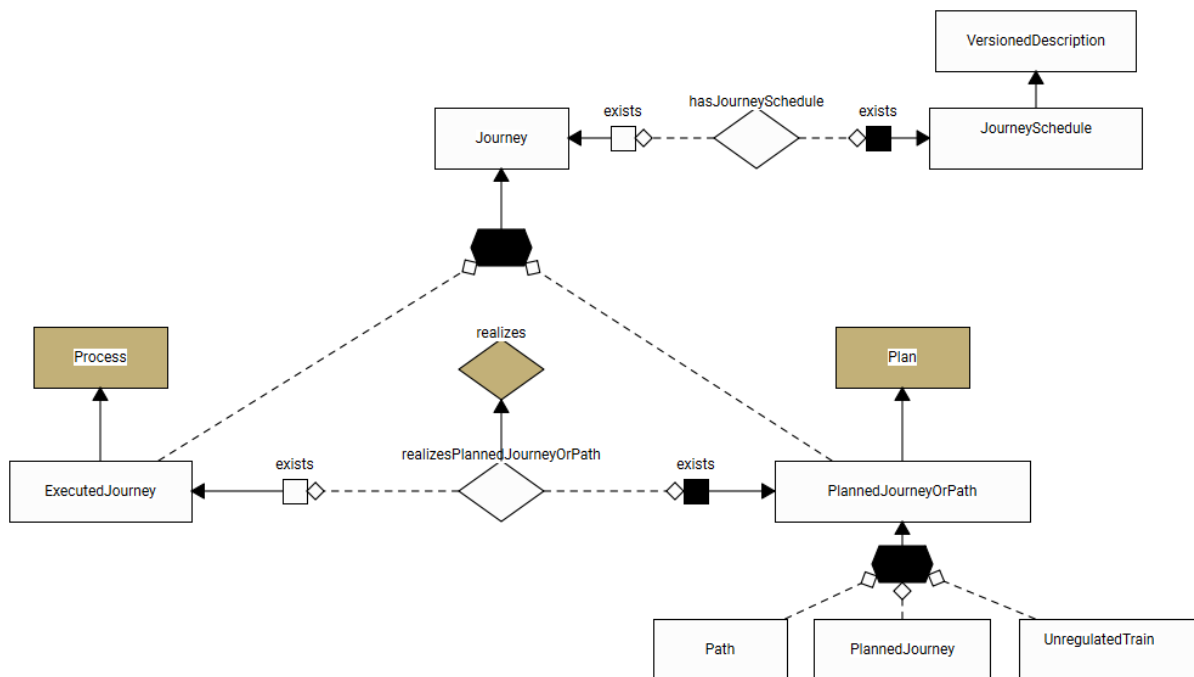 VersionedDescription
hasJourneySchedule
exists
exists
Journey
JourneySchedule
realizes
Process
Plan
realizesPlannedJourneyOrPath
exists
exists
ExecutedJourney
PlannedJourneyOrPath
Path
PlannedJourney
UnregulatedTrain